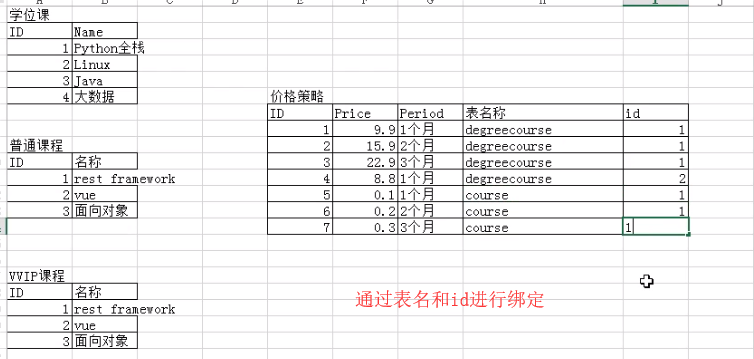 学位课
ID Name
1 Python全栈
2 Linux
3 Java
4 大数据
价格策略
ID Price Period 表名称 id
1 9.9 1个月 degreecourse 1
2 15.9 2个月 degreecourse 1
3 22.9 3个月 degreecourse 1
4 8.8 1个月 degreecourse 2
5 0.1 1个月 course 1
6 0.2 2个月 course 1
7 0.3 3个月 course 1
普通课程
ID 名称
1 rest framework
2 vue
3 面向对象
VVIP课程
ID 名称
1 rest framework
2 vue
3 面向对象
通过表名和id进行绑定